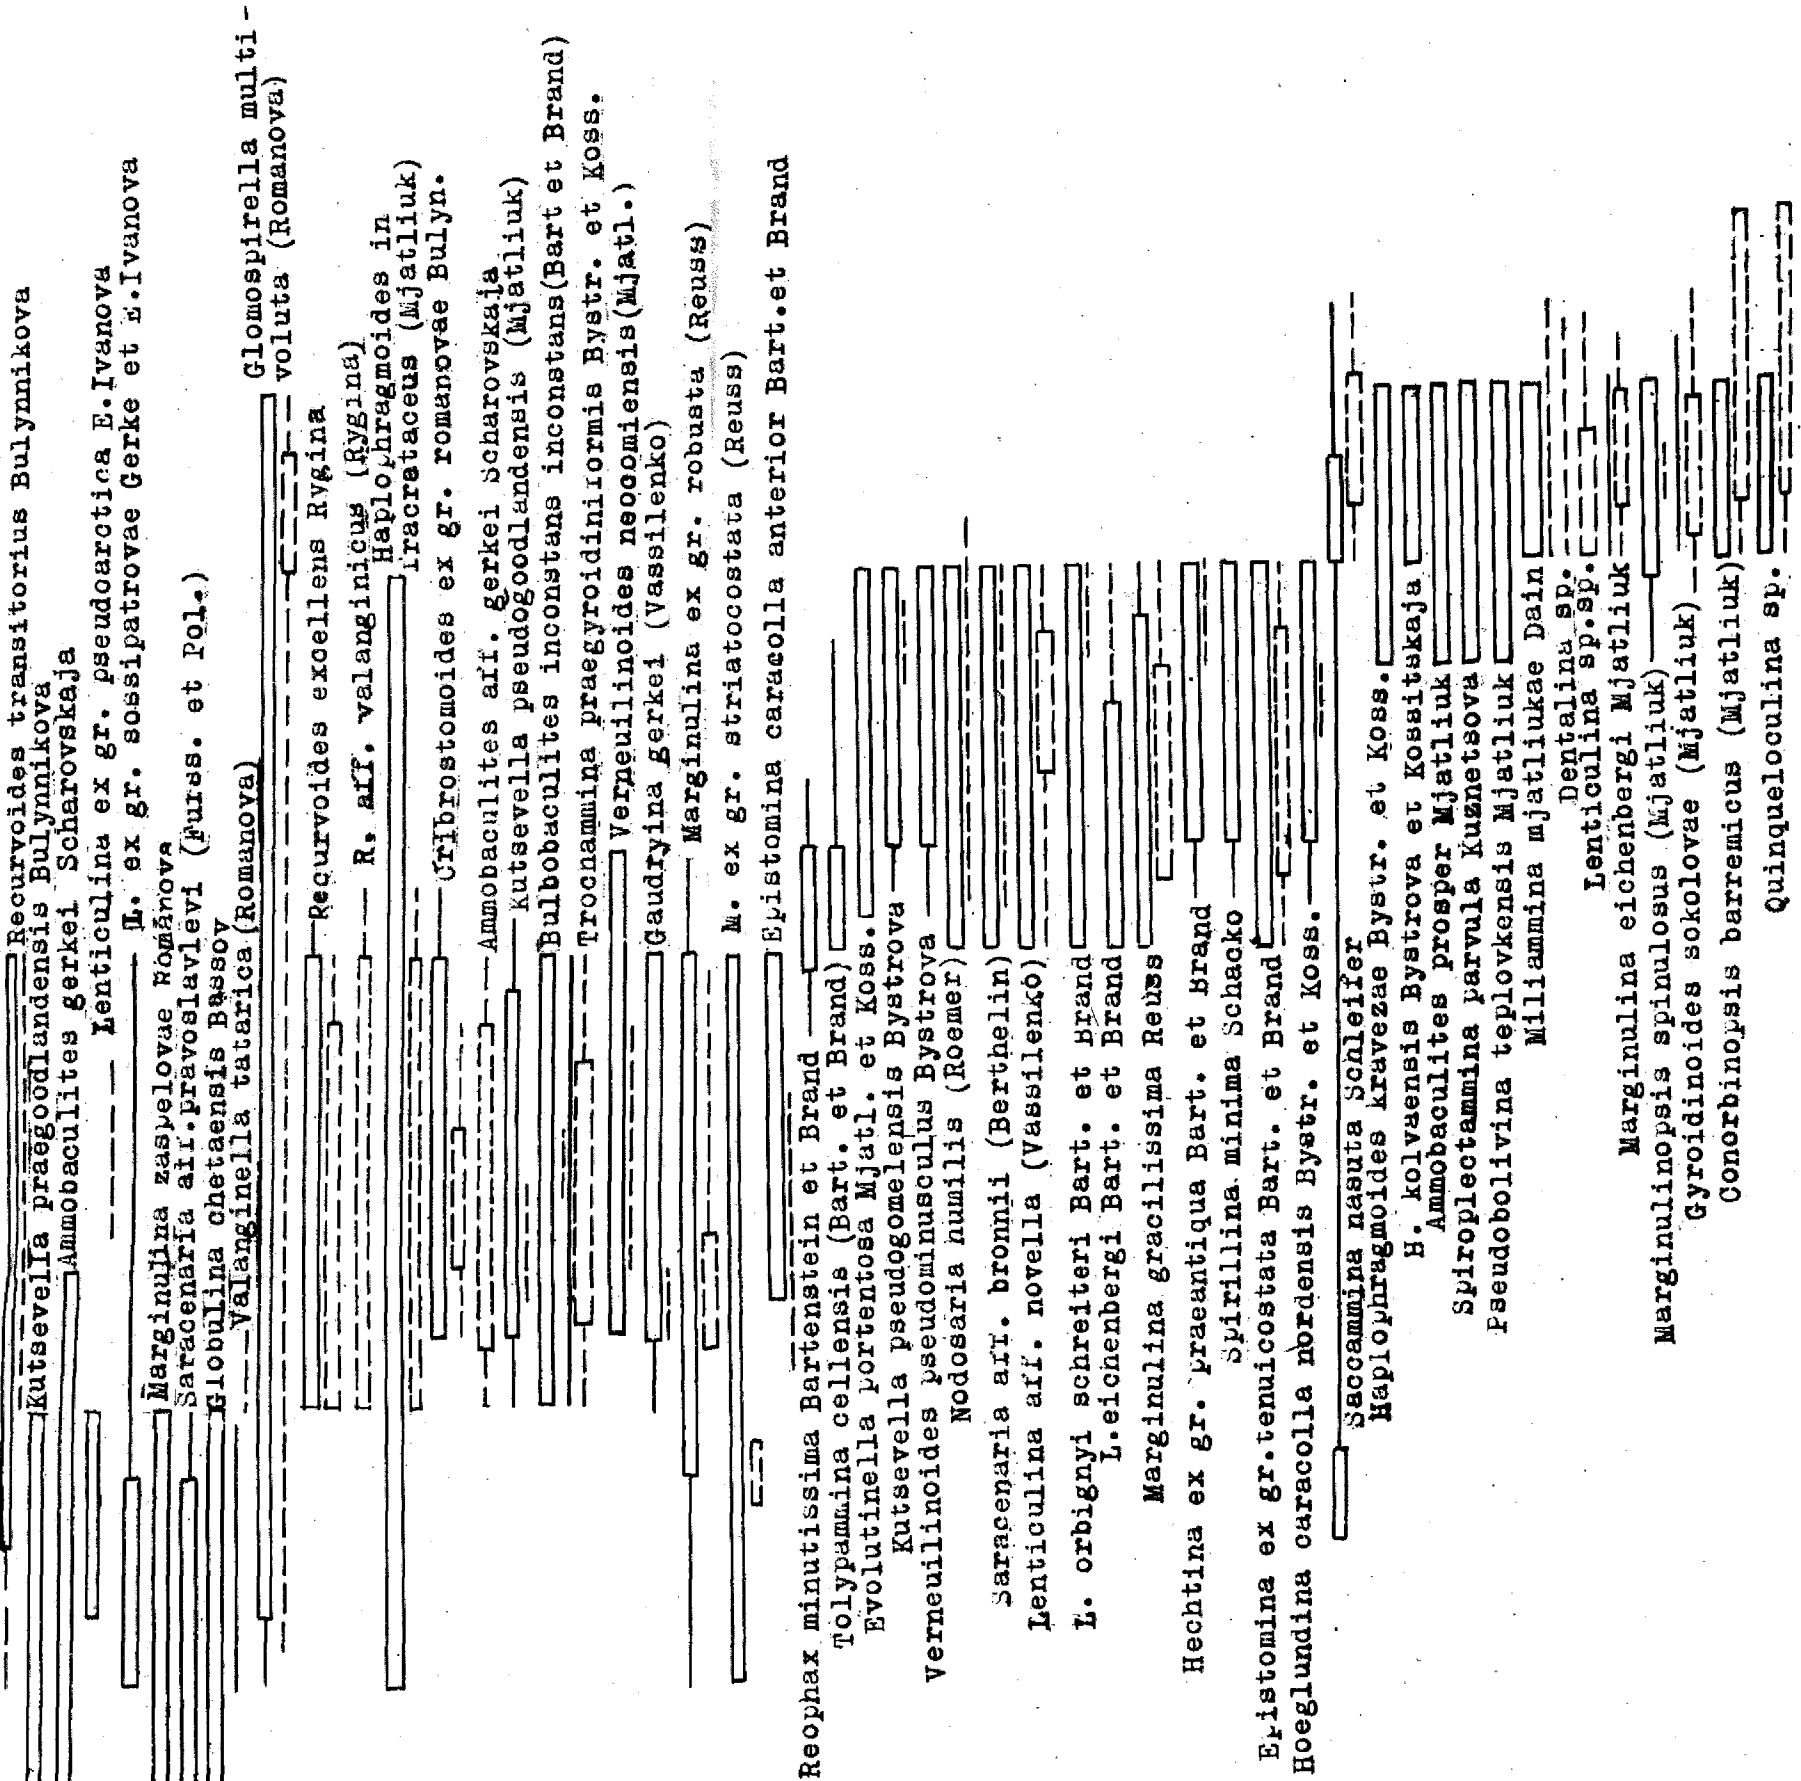 Recurvoides transitorius Bulynnikova
Kutsevella praegoodlandensis Bulynnikova
Ammobaculites gerkei Scharovskaja
Lenticulina ex gr. pseudoarctica E.Ivanova
L. ex gr. sossipatrovae Gerke et E.Ivanova
Marginulina zaspelovae Romanova
Saracenaria aff.pravoslavlevi (Furss. et Pol.)
Globulina chetaensis Bassov
Valanginella tatarica (Romanova)
Glomospirella multi-
voluta (Romanova)
Recurvoides excellens Rygina
R. aff. valanginicus (Rygina)
Haplophragmoides in
fracretaceus (Mjatliuk)
Cribrostomoides ex gr. romanovae Bulyn.
Ammobaculites aff. gerkei Scharovskaja
Kutsevella pseudogoodlandensis (Mjatliuk)
Bulbobaculites inconstans inconstans(Bart et Brand)
Trochammina praegyroidiniformis Bystr. et Koss.
Verneuilinoides neocomiensis(Mjatl.)
Gaudryina gerkei (Vassilenko)
Marginulina ex gr. robusta (Reuss)
M. ex gr. striatocostata (Reuss)
Epistomina caracolla anterior Bart.et Brand
Reophax minutissima Bartenstein et Brand
Tolypammina cellensis (Bart. et Brand)
Evolutinella portentosa Mjatl. et Koss.
Kutsevella pseudogomelensis Bystrova
Verneuilinoides pseudominusculus Bystrova
Nodosaria humilis (Roemer)
Saracenaria aff. bronnii (Berthelin)
Lenticulina aff. novella (Vassilenko)
L. orbignyi schreiteri Bart. et Brand
L.eichenbergi Bart. et Brand
Marginulina gracilissima Reuss
Hechtina ex gr. praeantiqua Bart. et Brand
Spirillina minima Schacko
Epistomina ex gr.tenuicostata Bart. et Brand
Hoeglundina caracolla nordensis Bystr. et Koss.
Saccammina nasuta Schleifer
Haplophragmoides kravezzae Bystr. et Koss.
H. kolvaensis Bystrova et Kossitskaja
Ammobaculites prosper Mjatliuk
Spiroplectammina parvula Kuznetsova
Pseudobolivina teplovkensis Mjatliuk
Miliammina mjatliukae Dain
Dentalina sp.
Lenticulina sp.sp.
Marginulina eichenbergi Mjatliuk
Marginulinopsis spinulosus (Mjatliuk)
Gyroidinoides sokolovae (Mjatliuk)
Conorbinopsis barremicus (Mjatliuk)
Quinqueloculina sp.